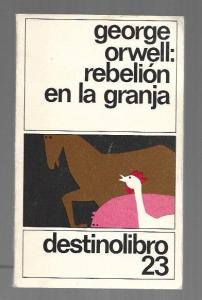 george
orwell:
rebelión
en la granja
destinolibro
23